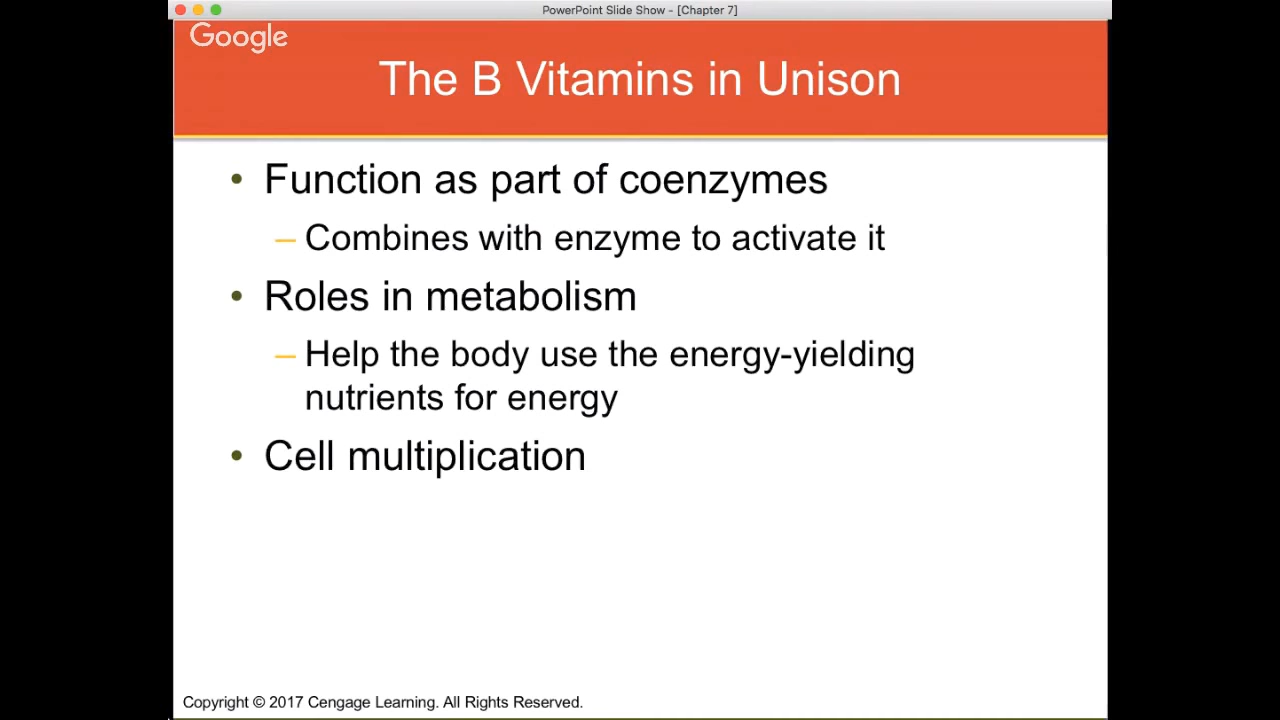 PowerPoint Slide Show - [Chapter 7]
Google
The B Vitamins in Unison
• Function as part of coenzymes
– Combines with enzyme to activate it
• Roles in metabolism
– Help the body use the energy-yielding
nutrients for energy
• Cell multiplication
Copyright © 2017 Cengage Learning. All Rights Reserved.